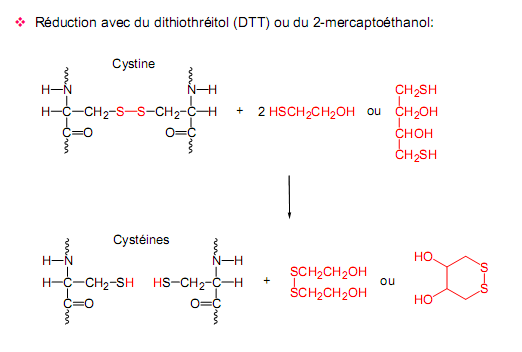 ❖ Réduction avec du dithiothréitol (DTT) ou du 2-mercaptoéthanol:
Cystine
H–N N–H
H–C–CH2–S–S–CH2–C–H + 2 HSCH2CH2OH ou
C=O O=C
CH2SH
CH2OH
CHOH
CH2SH
Cystéines
H–N N–H
H–C–CH2–SH HS–CH2–C–H +
C=O O=C
SCH2CH2OH
SCH2CH2OH
ou
HO
HO
S
S